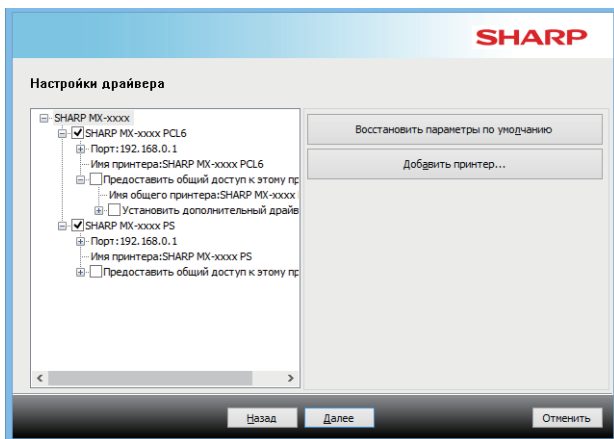 SHARP
Настройки драйвера
SHARP MX-xxxx
SHARP MX-xxxx PCL6
Порт:192.168.0.1
Имя принтера:SHARP MX-xxxx PCL6
Предоставить общий доступ к этому пр
Имя общего принтера:SHARP MX-xxxx
Установить дополнительный драйв
SHARP MX-xxxx PS
Порт:192.168.0.1
Имя принтера:SHARP MX-xxxx PS
Предоставить общий доступ к этому пр
Восстановить параметры по умолчанию
Добавить принтер...
Назад
Далее
Отменить